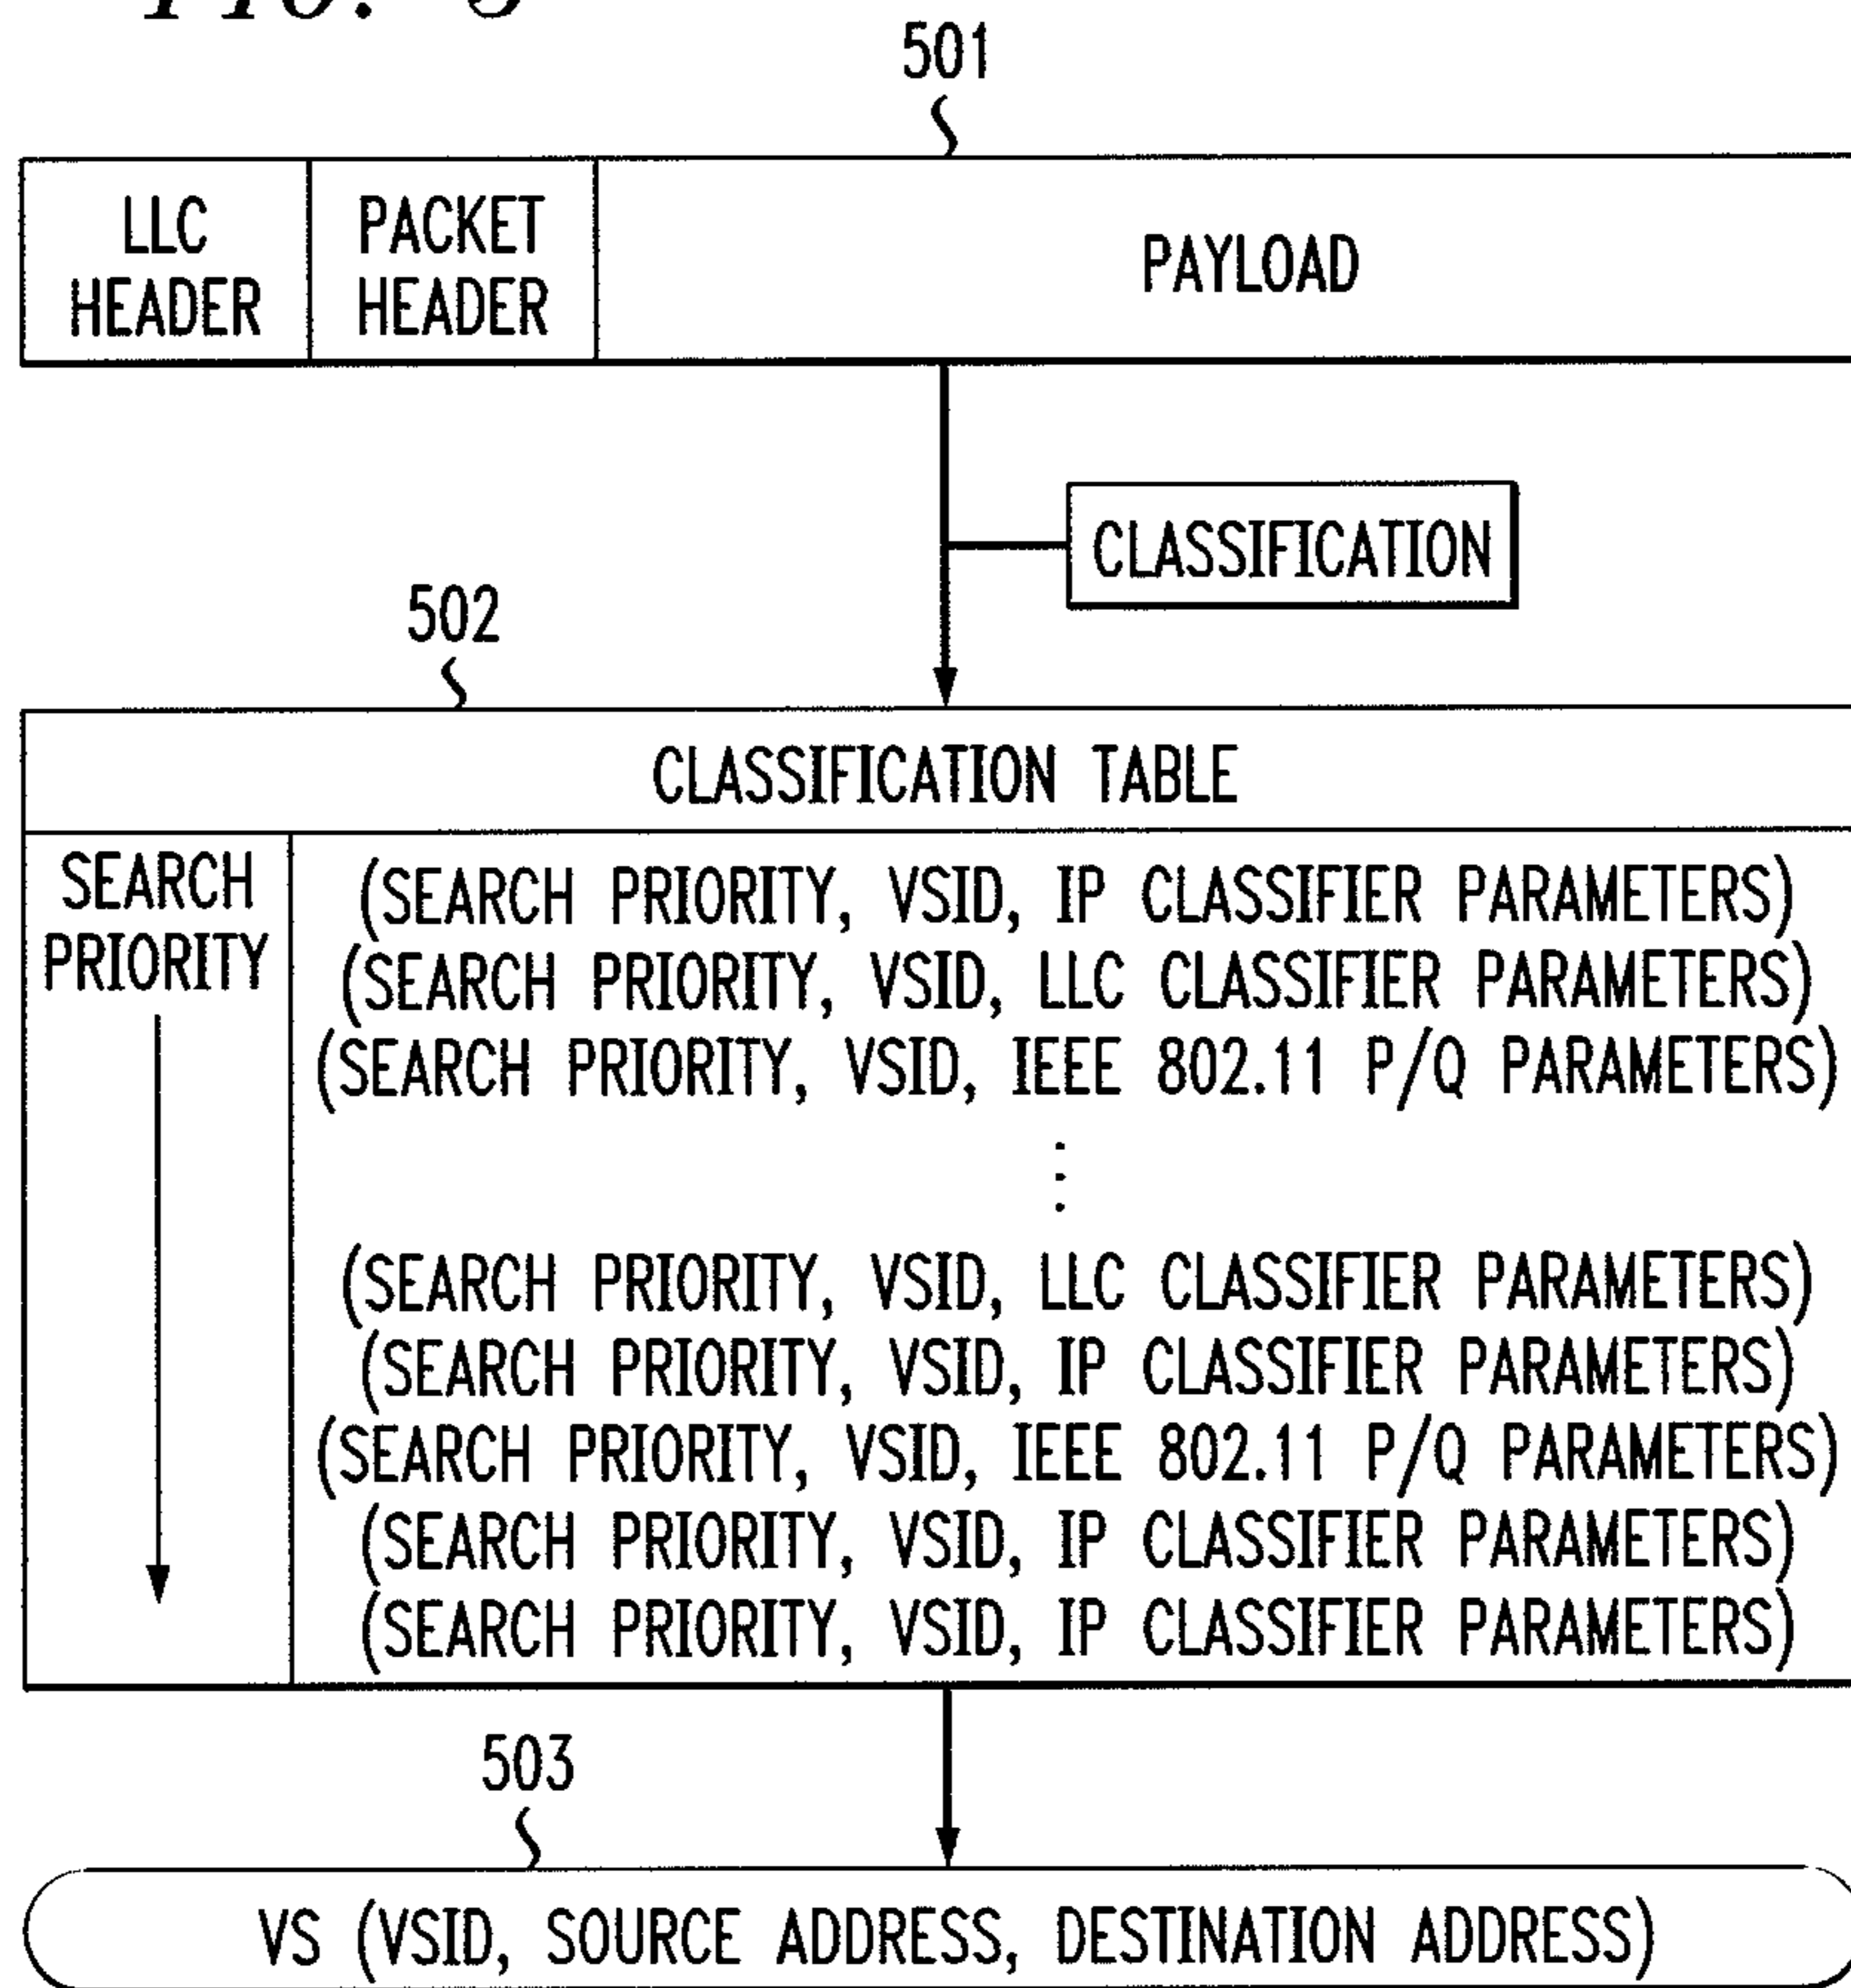 FIG. 5
501
LLC HEADER
PACKET HEADER
PAYLOAD
CLASSIFICATION
502
CLASSIFICATION TABLE
SEARCH PRIORITY
(SEARCH PRIORITY, VSID, IP CLASSIFIER PARAMETERS)
(SEARCH PRIORITY, VSID, LLC CLASSIFIER PARAMETERS)
(SEARCH PRIORITY, VSID, IEEE 802.11 P/Q PARAMETERS)
⋮
(SEARCH PRIORITY, VSID, LLC CLASSIFIER PARAMETERS)
(SEARCH PRIORITY, VSID, IP CLASSIFIER PARAMETERS)
(SEARCH PRIORITY, VSID, IEEE 802.11 P/Q PARAMETERS)
(SEARCH PRIORITY, VSID, IP CLASSIFIER PARAMETERS)
(SEARCH PRIORITY, VSID, IP CLASSIFIER PARAMETERS)
503
VS (VSID, SOURCE ADDRESS, DESTINATION ADDRESS)